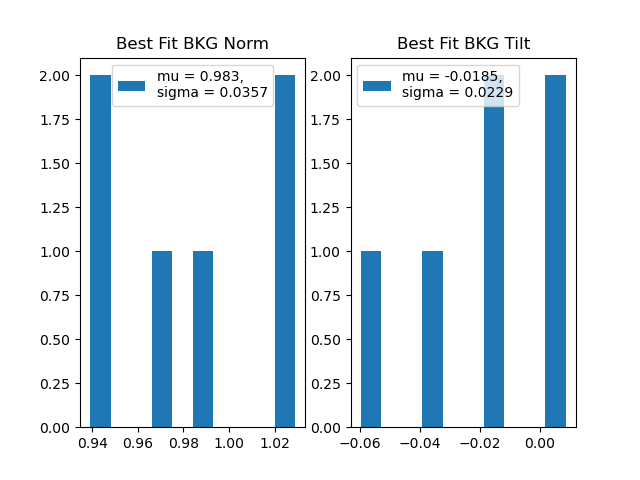 Best Fit BKG Norm
mu = 0.983,
sigma = 0.0357
2.00
1.75
1.50
1.25
1.00
0.75
0.50
0.25
0.00
0.94 0.96 0.98 1.00 1.02
Best Fit BKG Tilt
mu = -0.0185,
sigma = 0.0229
2.00
1.75
1.50
1.25
1.00
0.75
0.50
0.25
0.00
−0.06 −0.04 −0.02 0.00